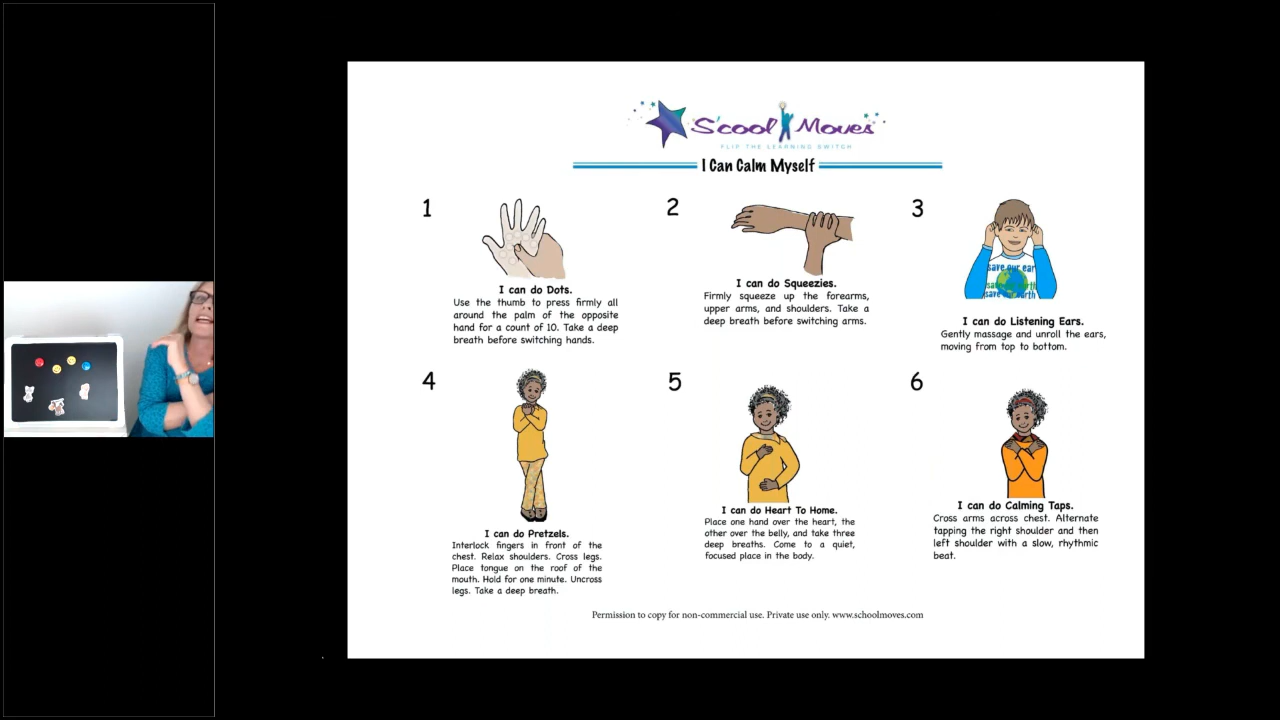 S'cool Moves
FLIP THE LEARNING SWITCH
I Can Calm Myself
1
I can do Dots.
Use the thumb to press firmly all
around the palm of the opposite
hand for a count of 10. Take a deep
breath before switching hands.
2
I can do Squeezies.
Firmly squeeze up the forearms,
upper arms, and shoulders. Take a
deep breath before switching arms.
3
save our earth
save our earth
I can do Listening Ears.
Gently massage and unroll the ears,
moving from top to bottom.
4
I can do Pretzels.
Interlock fingers in front of the
chest. Relax shoulders. Cross legs.
Place tongue on the roof of the
mouth. Hold for one minute. Uncross
legs. Take a deep breath.
5
I can do Heart To Home.
Place one hand over the heart, the
other over the belly, and take three
deep breaths. Come to a quiet,
focused place in the body.
6
I can do Calming Taps.
Cross arms across chest. Alternate
tapping the right shoulder and then
left shoulder with a slow, rhythmic
beat.
Permission to copy for non-commercial use. Private use only. www.schoolmoves.com